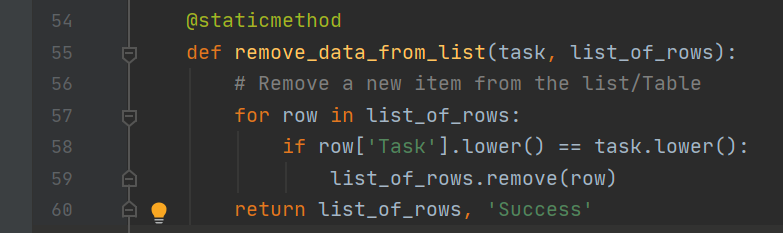 54 @staticmethod
55 def remove_data_from_list(task, list_of_rows):
56 # Remove a new item from the list/Table
57 for row in list_of_rows:
58 if row['Task'].lower() == task.lower():
59 list_of_rows.remove(row)
60 return list_of_rows, 'Success'